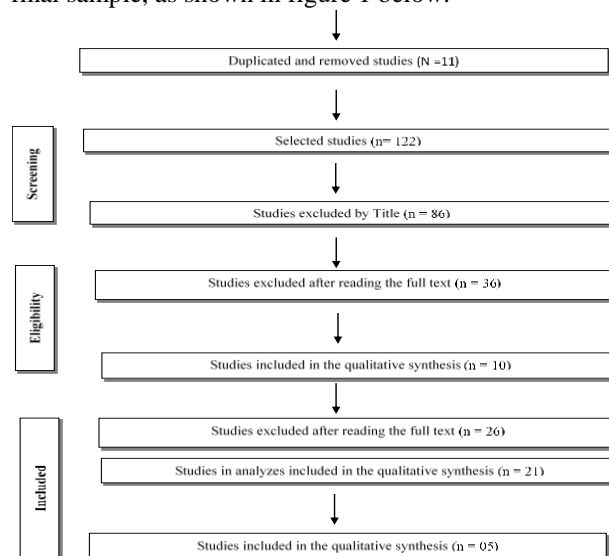 final sample, as shown in figure 1 below.
Duplicated and removed studies (N =11)
Screening
Selected studies (n= 122)
Studies excluded by Title (n = 86)
Eligibility
Studies excluded after reading the full text (n = 36)
Studies included in the qualitative synthesis (n = 10)
Included
Studies excluded after reading the full text (n = 26)
Studies in analyzes included in the qualitative synthesis (n = 21)
Studies included in the qualitative synthesis (n = 05)